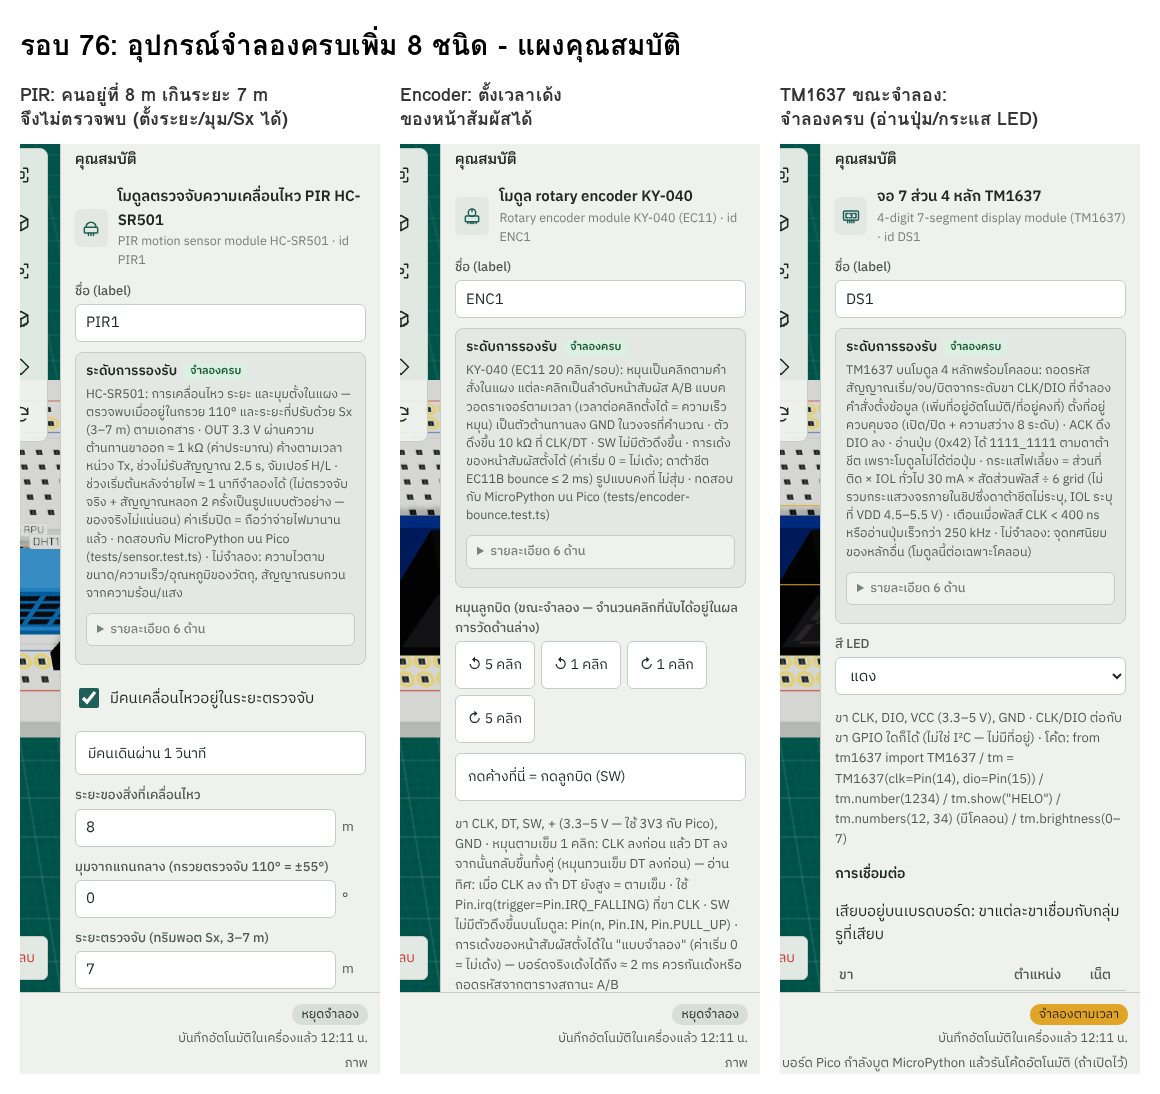 รอบ 76: อุปกรณ์จำลองครบเพิ่ม 8 ชนิด - แผงคุณสมบัติ
PIR: คนอยู่ที่ 8 m เกินระยะ 7 m
จึงไม่ตรวจพบ (ตั้งระยะ/มุม/Sx ได้)
คุณสมบัติ
โมดูลตรวจจับความเคลื่อนไหว PIR HC-
SR501
PIR motion sensor module HC-SR501 · id
PIR1
ชื่อ (label)
PIR1
ระดับการรองรับ จำลองครบ
HC-SR501: การเคลื่อนไหว ระยะ และมุมตั้งในแผง —
ตรวจพบเมื่ออยู่ในกรวย 110° และระยะที่ปรับด้วย Sx
(3–7 m) ตามเอกสาร · OUT 3.3 V ผ่านความ
ต้านทานขาออก ≈ 1 kΩ (ค่าประมาณ) ค้างตามเวลา
หน่วง Tx, ช่วงไม่รับสัญญาณ 2.5 s, จัมเปอร์ H/L ·
ช่วงเริ่มต้นหลังจ่ายไฟ ≈ 1 นาทีจำลองได้ (ไม่ตรวจจับ
จริง + สัญญาณหลอก 2 ครั้งเป็นรูปแบบตัวอย่าง —
ของจริงไม่แน่นอน) ค่าเริ่มปิด = ถือว่าจ่ายไฟมานาน
แล้ว · ทดสอบกับ MicroPython บน Pico
(tests/sensor.test.ts) · ไม่จำลอง: ความไวตาม
ขนาด/ความเร็ว/อุณหภูมิของวัตถุ, สัญญาณรบกวน
จากความร้อน/แสง
▶ รายละเอียด 6 ด้าน
มีคนเคลื่อนไหวอยู่ในระยะตรวจจับ
มีคนเดินผ่าน 1 วินาที
ระยะของสิ่งที่เคลื่อนไหว
8 m
มุมจากแกนกลาง (กรวยตรวจจับ 110° = ±55°)
0 °
ระยะตรวจจับ (ทริมพอต Sx, 3–7 m)
7 m
RPU
DHT1
ลบ
หยุดจำลอง
บันทึกอัตโนมัติในเครื่องแล้ว 12:11 น.
ภาพ
Encoder: ตั้งเวลาเด้ง
ของหน้าสัมผัสได้
คุณสมบัติ
โมดูล rotary encoder KY-040
Rotary encoder module KY-040 (EC11) · id
ENC1
ชื่อ (label)
ENC1
ระดับการรองรับ จำลองครบ
KY-040 (EC11 20 คลิก/รอบ): หมุนเป็นคลิกตามคำ
สั่งในแผง แต่ละคลิกเป็นลำดับหน้าสัมผัส A/B แบบค
วอดราเจอร์ตามเวลา (เวลาต่อคลิกตั้งได้ = ความเร็ว
หมุน) เป็นตัวต้านทานลง GND ในวงจรที่คำนวณ · ตัว
ดึงขึ้น 10 kΩ ที่ CLK/DT · SW ไม่มีตัวดึงขึ้น · การเด้ง
ของหน้าสัมผัสตั้งได้ (ค่าเริ่ม 0 = ไม่เด้ง; ดาต้าชีต
EC11B bounce ≤ 2 ms) รูปแบบคงที่ ไม่สุ่ม · ทดสอบ
กับ MicroPython บน Pico (tests/encoder-
bounce.test.ts)
▶ รายละเอียด 6 ด้าน
หมุนลูกบิด (ขณะจำลอง — จำนวนคลิกที่นับได้อยู่ในผล
การวัดด้านล่าง)
↺ 5 คลิก ↺ 1 คลิก ↻ 1 คลิก
↻ 5 คลิก
กดค้างที่นี่ = กดลูกบิด (SW)
ขา CLK, DT, SW, + (3.3–5 V — ใช้ 3V3 กับ Pico),
GND · หมุนตามเข็ม 1 คลิก: CLK ลงก่อน แล้ว DT ลง
จากนั้นกลับขึ้นทั้งคู่ (หมุนทวนเข็ม DT ลงก่อน) — อ่าน
ทิศ: เมื่อ CLK ลง ถ้า DT ยังสูง = ตามเข็ม · ใช้
Pin.irq(trigger=Pin.IRQ_FALLING) ที่ขา CLK · SW
ไม่มีตัวดึงขึ้นบนโมดูล: Pin(n, Pin.IN, Pin.PULL_UP) ·
การเด้งของหน้าสัมผัสตั้งได้ใน "แบบจำลอง" (ค่าเริ่ม 0
= ไม่เด้ง) — บอร์ดจริงเด้งได้ถึง ≈ 2 ms ควรกันเด้งหรือ
ถอดรหัสจากตารางสถานะ A/B
ลบ
หยุดจำลอง
บันทึกอัตโนมัติในเครื่องแล้ว 12:11 น.
ภาพ
TM1637 ขณะจำลอง:
จำลองครบ (อ่านปุ่ม/กระแส LED)
คุณสมบัติ
จอ 7 ส่วน 4 หลัก TM1637
4-digit 7-segment display module (TM1637)
· id DS1
ชื่อ (label)
DS1
ระดับการรองรับ จำลองครบ
TM1637 บนโมดูล 4 หลักพร้อมโคลอน: ถอดรหัส
สัญญาณเริ่ม/จบ/บิตจากระดับขา CLK/DIO ที่จำลอง
คำสั่งตั้งข้อมูล (เพิ่มที่อยู่อัตโนมัติ/ที่อยู่คงที่) ตั้งที่อยู่
ควบคุมจอ (เปิด/ปิด + ความสว่าง 8 ระดับ) · ACK ดึง
DIO ลง · อ่านปุ่ม (0x42) ได้ 1111_1111 ตามดาต้า
ชีต เพราะโมดูลไม่ได้ต่อปุ่ม · กระแสไฟเลี้ยง = ส่วนที่
ติด × IOL ทั่วไป 30 mA × สัดส่วนพัลส์ ÷ 6 grid (ไม่
รวมกระแสวงจรภายในชิปซึ่งดาต้าชีตไม่ระบุ, IOL ระบุ
ที่ VDD 4.5–5.5 V) · เตือนเมื่อพัลส์ CLK < 400 ns
หรือผ่านปุ่มเร็วกว่า 250 kHz · ไม่จำลอง: จุดทศนิยม
ของหลักอื่น (โมดูลนี้ต่อเฉพาะโคลอน)
▶ รายละเอียด 6 ด้าน
สี LED
แดง
ขา CLK, DIO, VCC (3.3–5 V), GND · CLK/DIO ต่อกับ
ขา GPIO ใดก็ได้ (ไม่ใช่ I²C — ไม่มีที่อยู่) · โค้ด: from
tm1637 import TM1637 / tm =
TM1637(clk=Pin(14), dio=Pin(15)) /
tm.number(1234) / tm.show("HELO") /
tm.numbers(12, 34) (มีโคลอน) / tm.brightness(0–
7)
การเชื่อมต่อ
เสียบอยู่บนเบรดบอร์ด: ขาแต่ละขาเชื่อมกับกลุ่ม
รูที่เสียบ
ขา ตำแหน่ง เน็ต
ลบ
จำลองตามเวลา
บันทึกอัตโนมัติในเครื่องแล้ว 12:11 น.
บอร์ด Pico กำลังบูต MicroPython แล้วรันโค้ดอัตโนมัติ (ถ้าเปิดไว้)